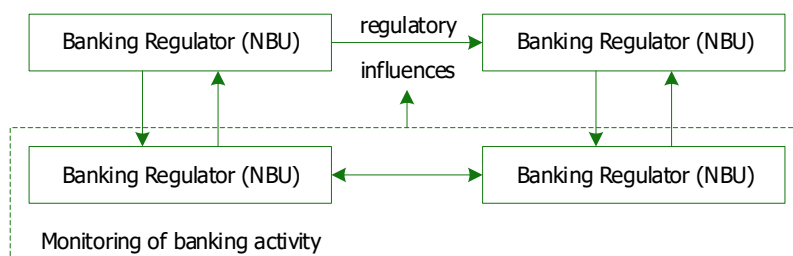 Banking Regulator (NBU)
regulatory
influences
Banking Regulator (NBU)
Banking Regulator (NBU)
Banking Regulator (NBU)
Monitoring of banking activity